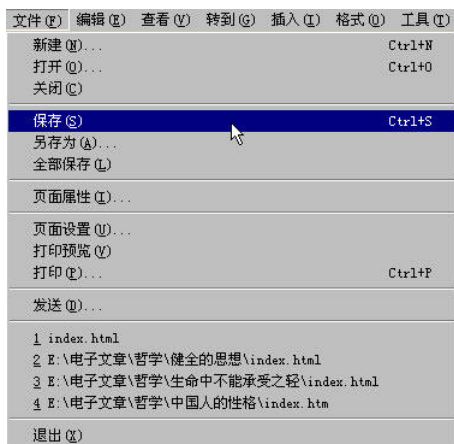 文件(F) 编辑(E) 查看(V) 转到(G) 插入(I) 格式(O) 工具(T)
新建(N)... Ctrl+N
打开(O)... Ctrl+O
关闭(C)
保存(S) Ctrl+S
另存为(A)...
全部保存(L)
页面属性(I)...
页面设置(U)...
打印预览(V)
打印(P)... Ctrl+P
发送(D)...
1 index.html
2 E:\电子文章\哲学\健全的思想\index.html
3 E:\电子文章\哲学\生命中不能承受之轻\index.html
4 E:\电子文章\哲学\中国人的性格\index.htm
退出(X)